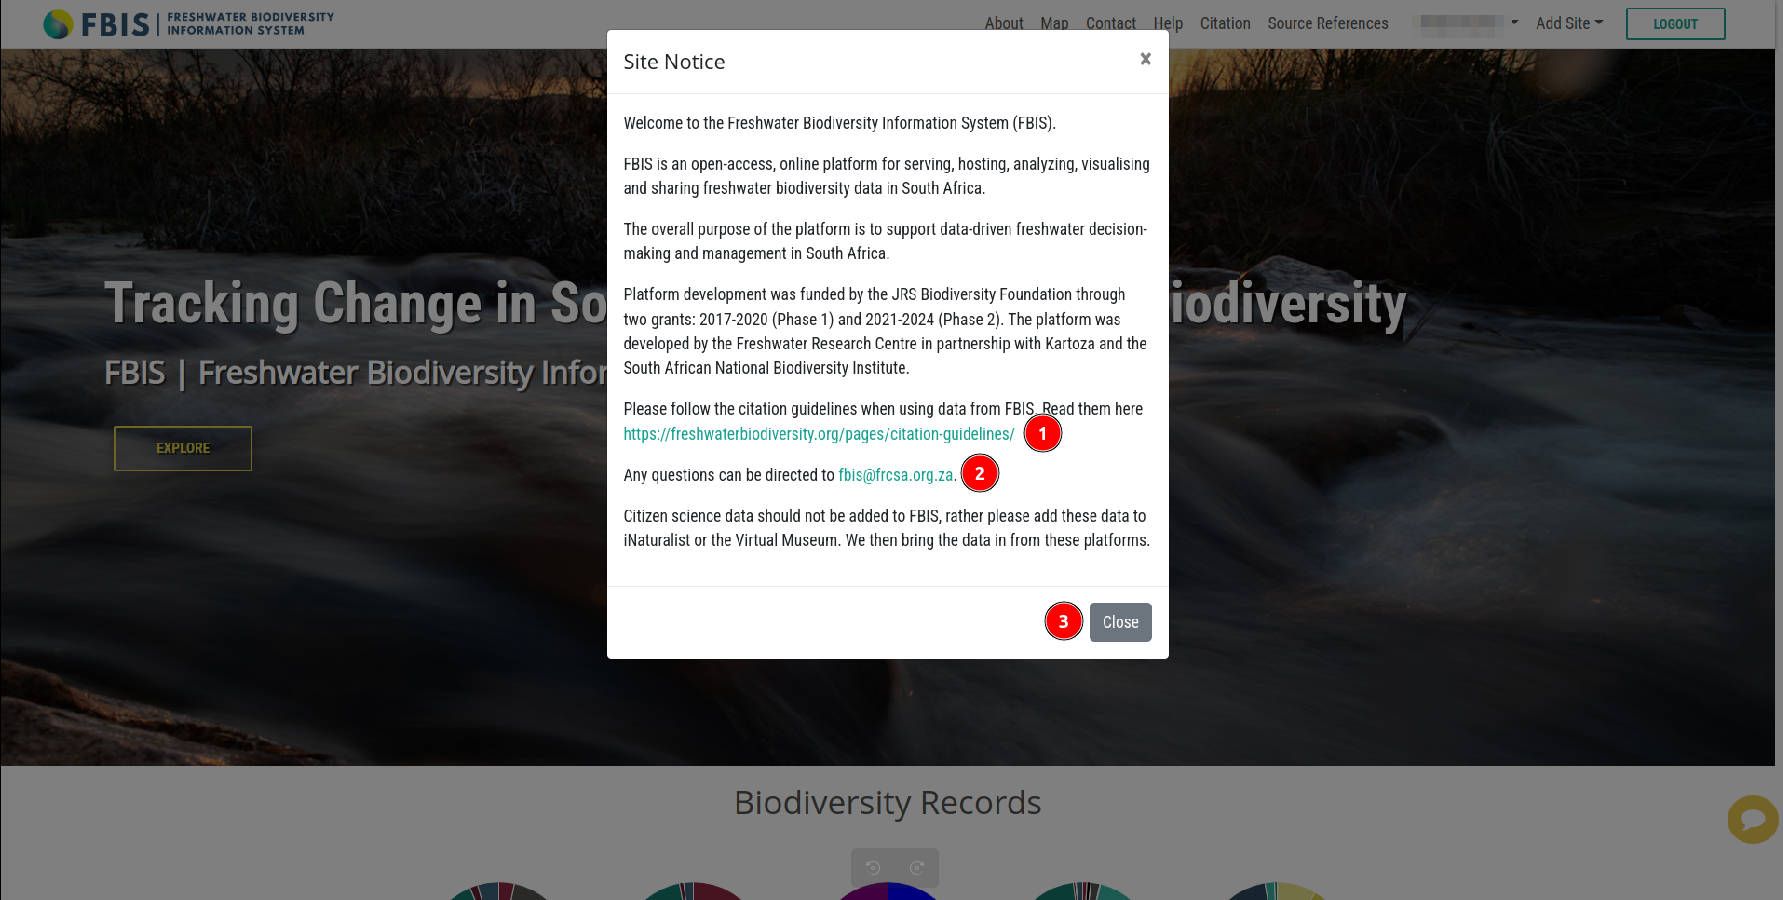 FBIS | FRESHWATER BIODIVERSITY
INFORMATION SYSTEM
About Map Contact Help Citation Source References Add Site LOGOUT
Site Notice ×
Welcome to the Freshwater Biodiversity Information System (FBIS).
FBIS is an open-access, online platform for serving, hosting, analyzing, visualising
and sharing freshwater biodiversity data in South Africa.
The overall purpose of the platform is to support data-driven freshwater decision-
making and management in South Africa.
Platform development was funded by the JRS Biodiversity Foundation through
two grants: 2017-2020 (Phase 1) and 2021-2024 (Phase 2). The platform was
developed by the Freshwater Research Centre in partnership with Kartoza and the
South African National Biodiversity Institute.
Please follow the citation guidelines when using data from FBIS. Read them here
https://freshwaterbiodiversity.org/pages/citation-guidelines/ 1
Any questions can be directed to fbis@frcsa.org.za. 2
Citizen science data should not be added to FBIS, rather please add these data to
iNaturalist or the Virtual Museum. We then bring the data in from these platforms.
3 Close
Tracking Change in So
iodiversity
FBIS | Freshwater Biodiversity Infor
EXPLORE
Biodiversity Records